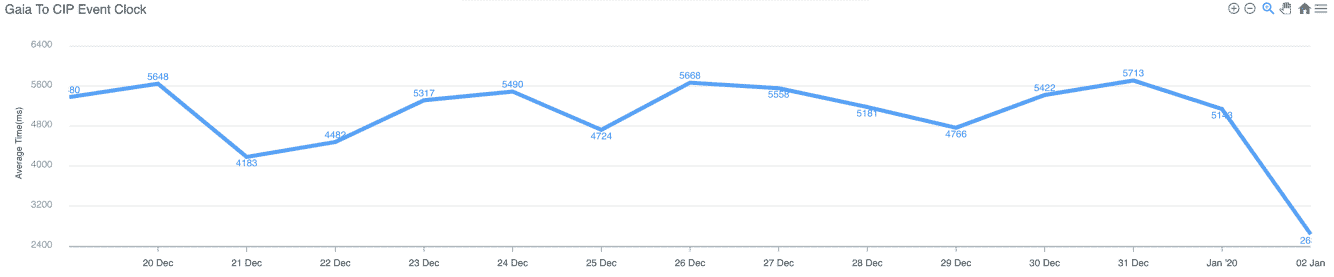 Gaia To CIP Event Clock
6400
5600
4800
4000
3200
2400
Average Time(ms)
80
5648
4183
4482
5317
5490
4724
5668
5558
5181
4766
5422
5713
26
20 Dec
21 Dec
22 Dec
23 Dec
24 Dec
25 Dec
26 Dec
27 Dec
28 Dec
29 Dec
30 Dec
31 Dec
Jan '20
02 Jan